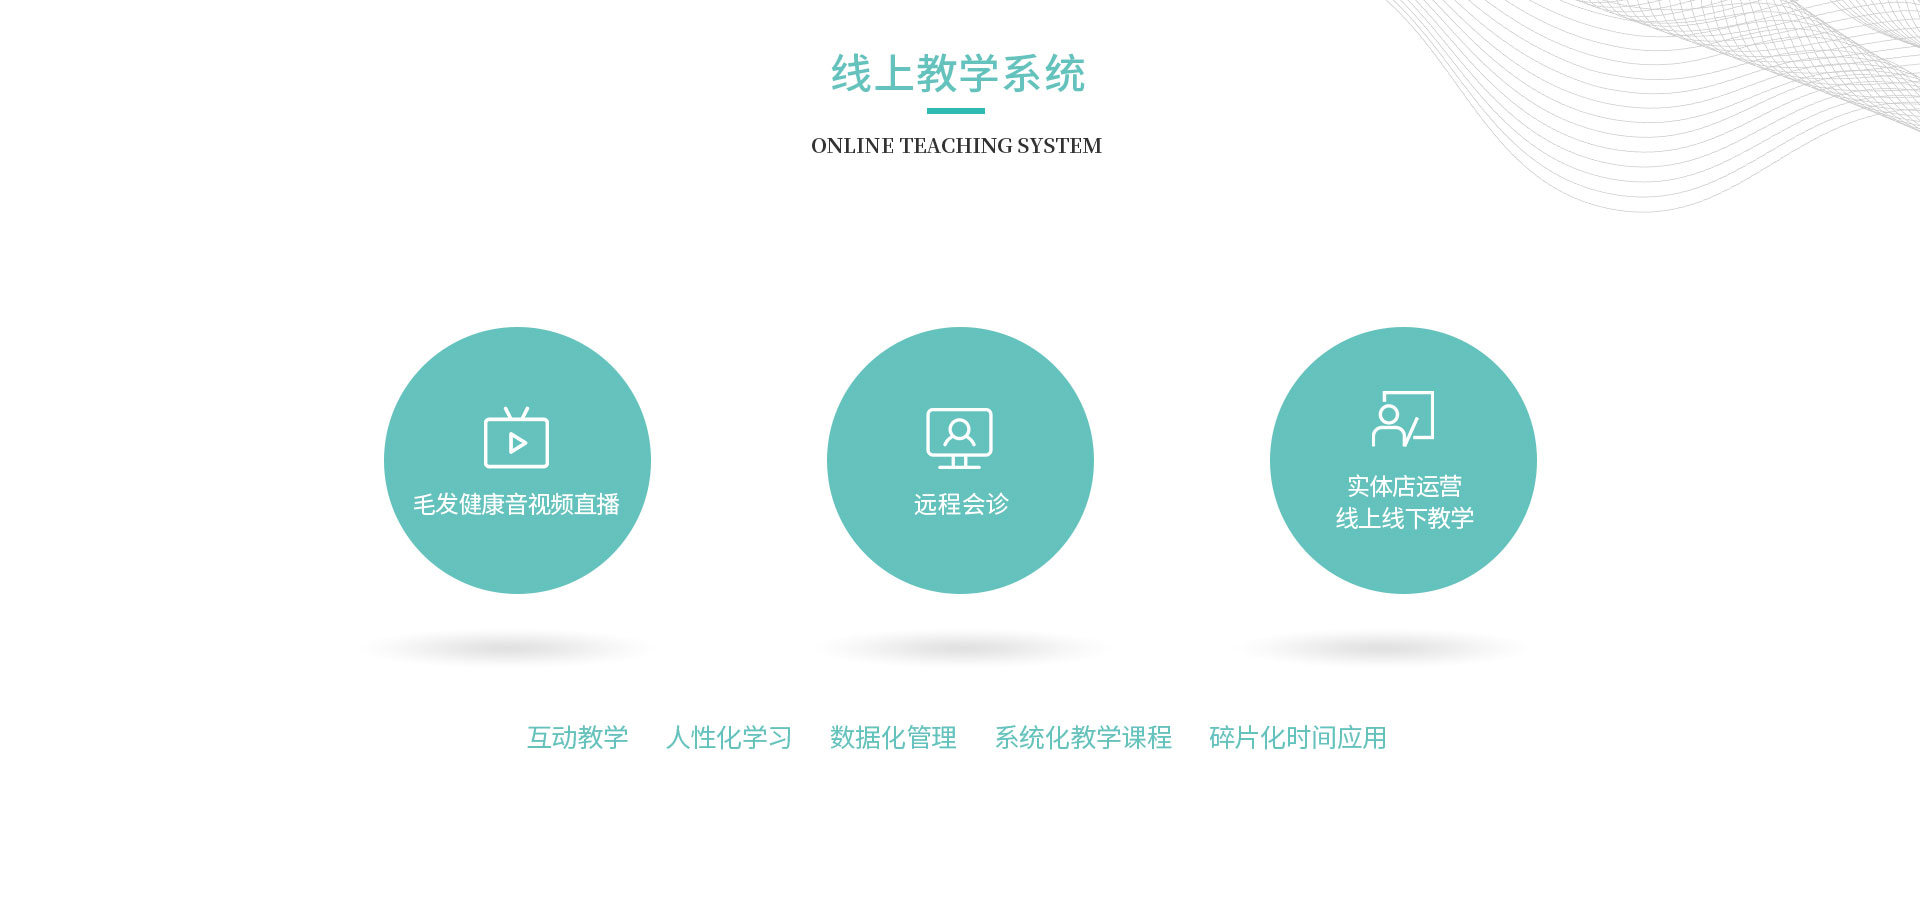 线上教学系统
ONLINE TEACHING SYSTEM
毛发健康音视频直播
远程会诊
实体店运营
线上线下教学
互动教学 人性化学习 数据化管理 系统化教学课程 碎片化时间应用